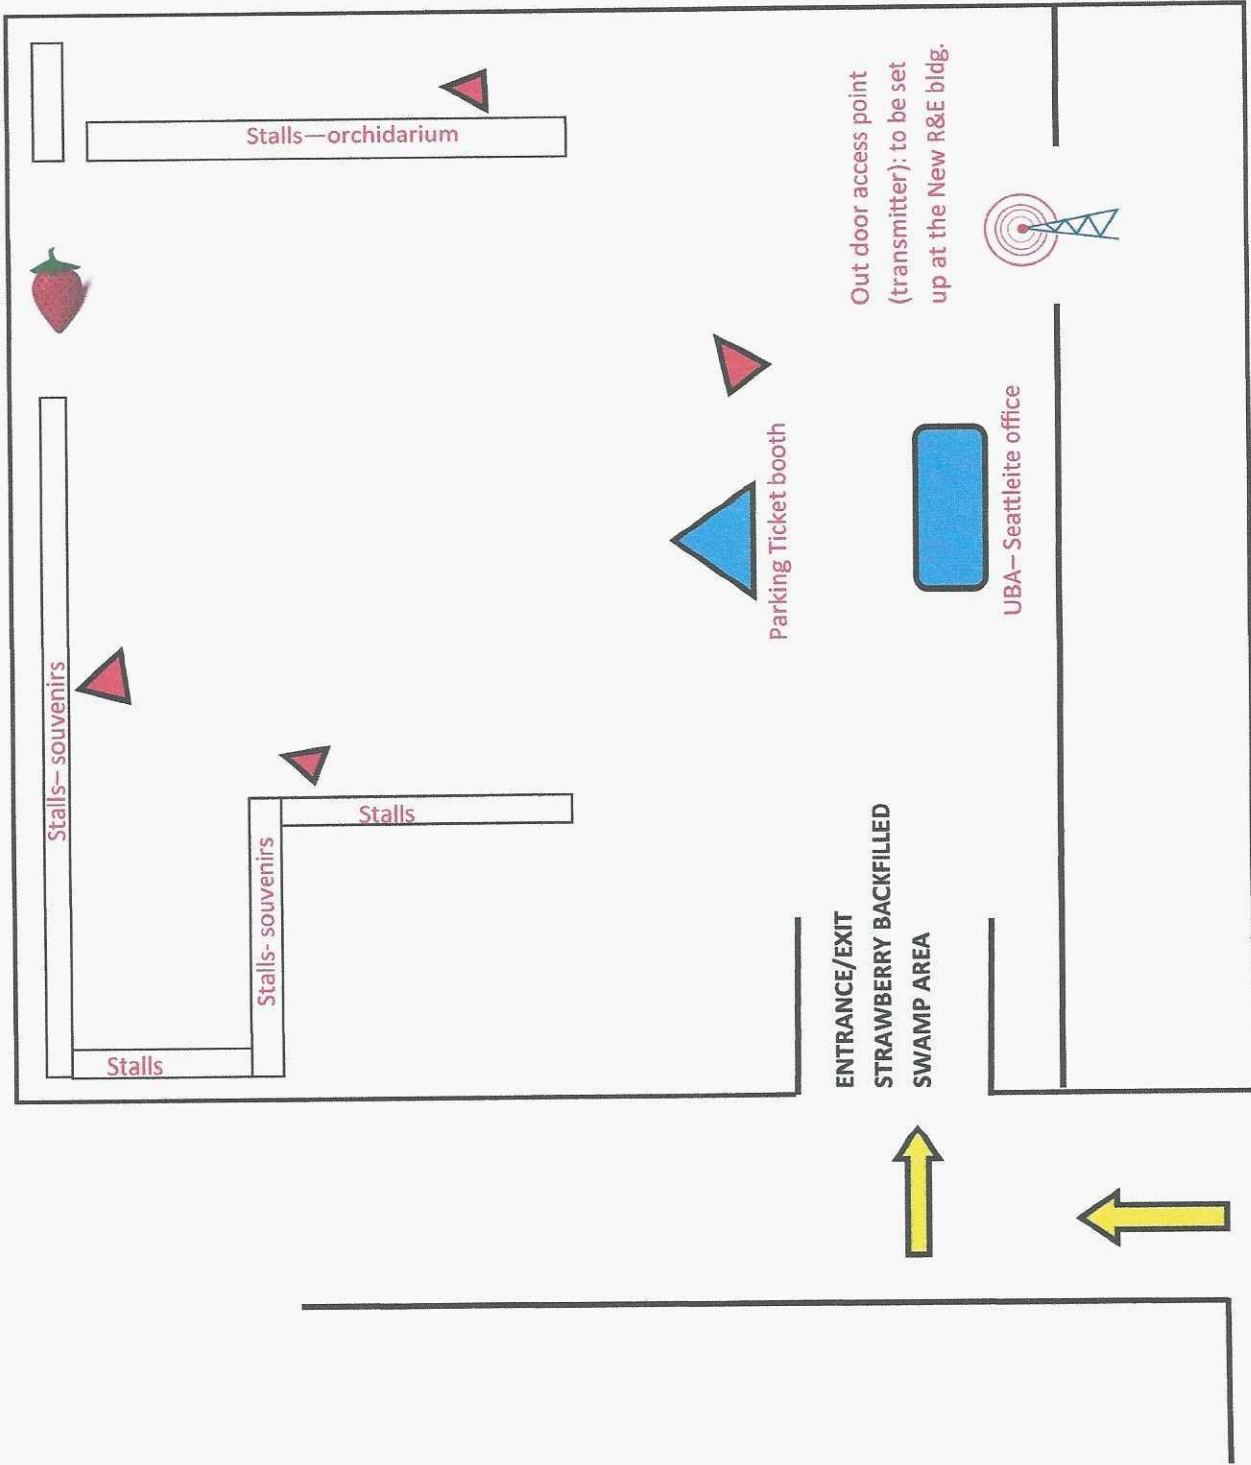 Stalls—orchidarium
Out door access point
(transmitter): to be set
up at the New R&E bldg.
Stalls– souvenirs
Parking Ticket booth
UBA– Seattleite office
Stalls
Stalls- souvenirs
Stalls
ENTRANCE/EXIT
STRAWBERRY BACKFILLED
SWAMP AREA